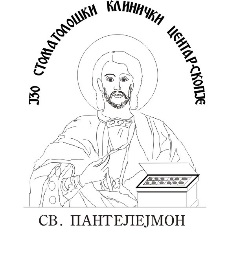 ЈЗО СТОМАТОЛОШКИ КЛИНИЧКИ ЦЕНТАР-СКОПЈЕ
СВ. ПАНТЕЛЕЈМОН